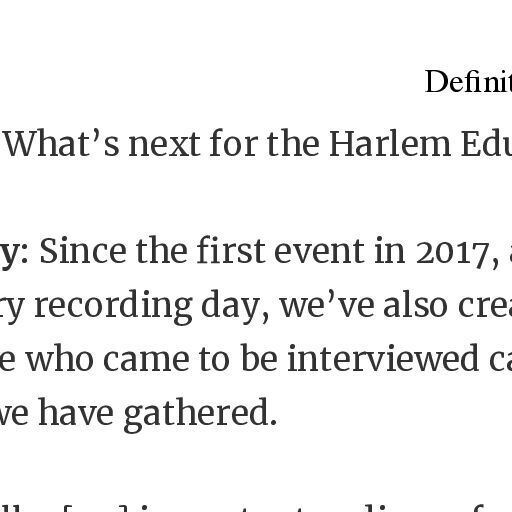 Definit
What’s next for the Harlem Edu
y: Since the first event in 2017, a
ry recording day, we’ve also crea
e who came to be interviewed ca
we have gathered.